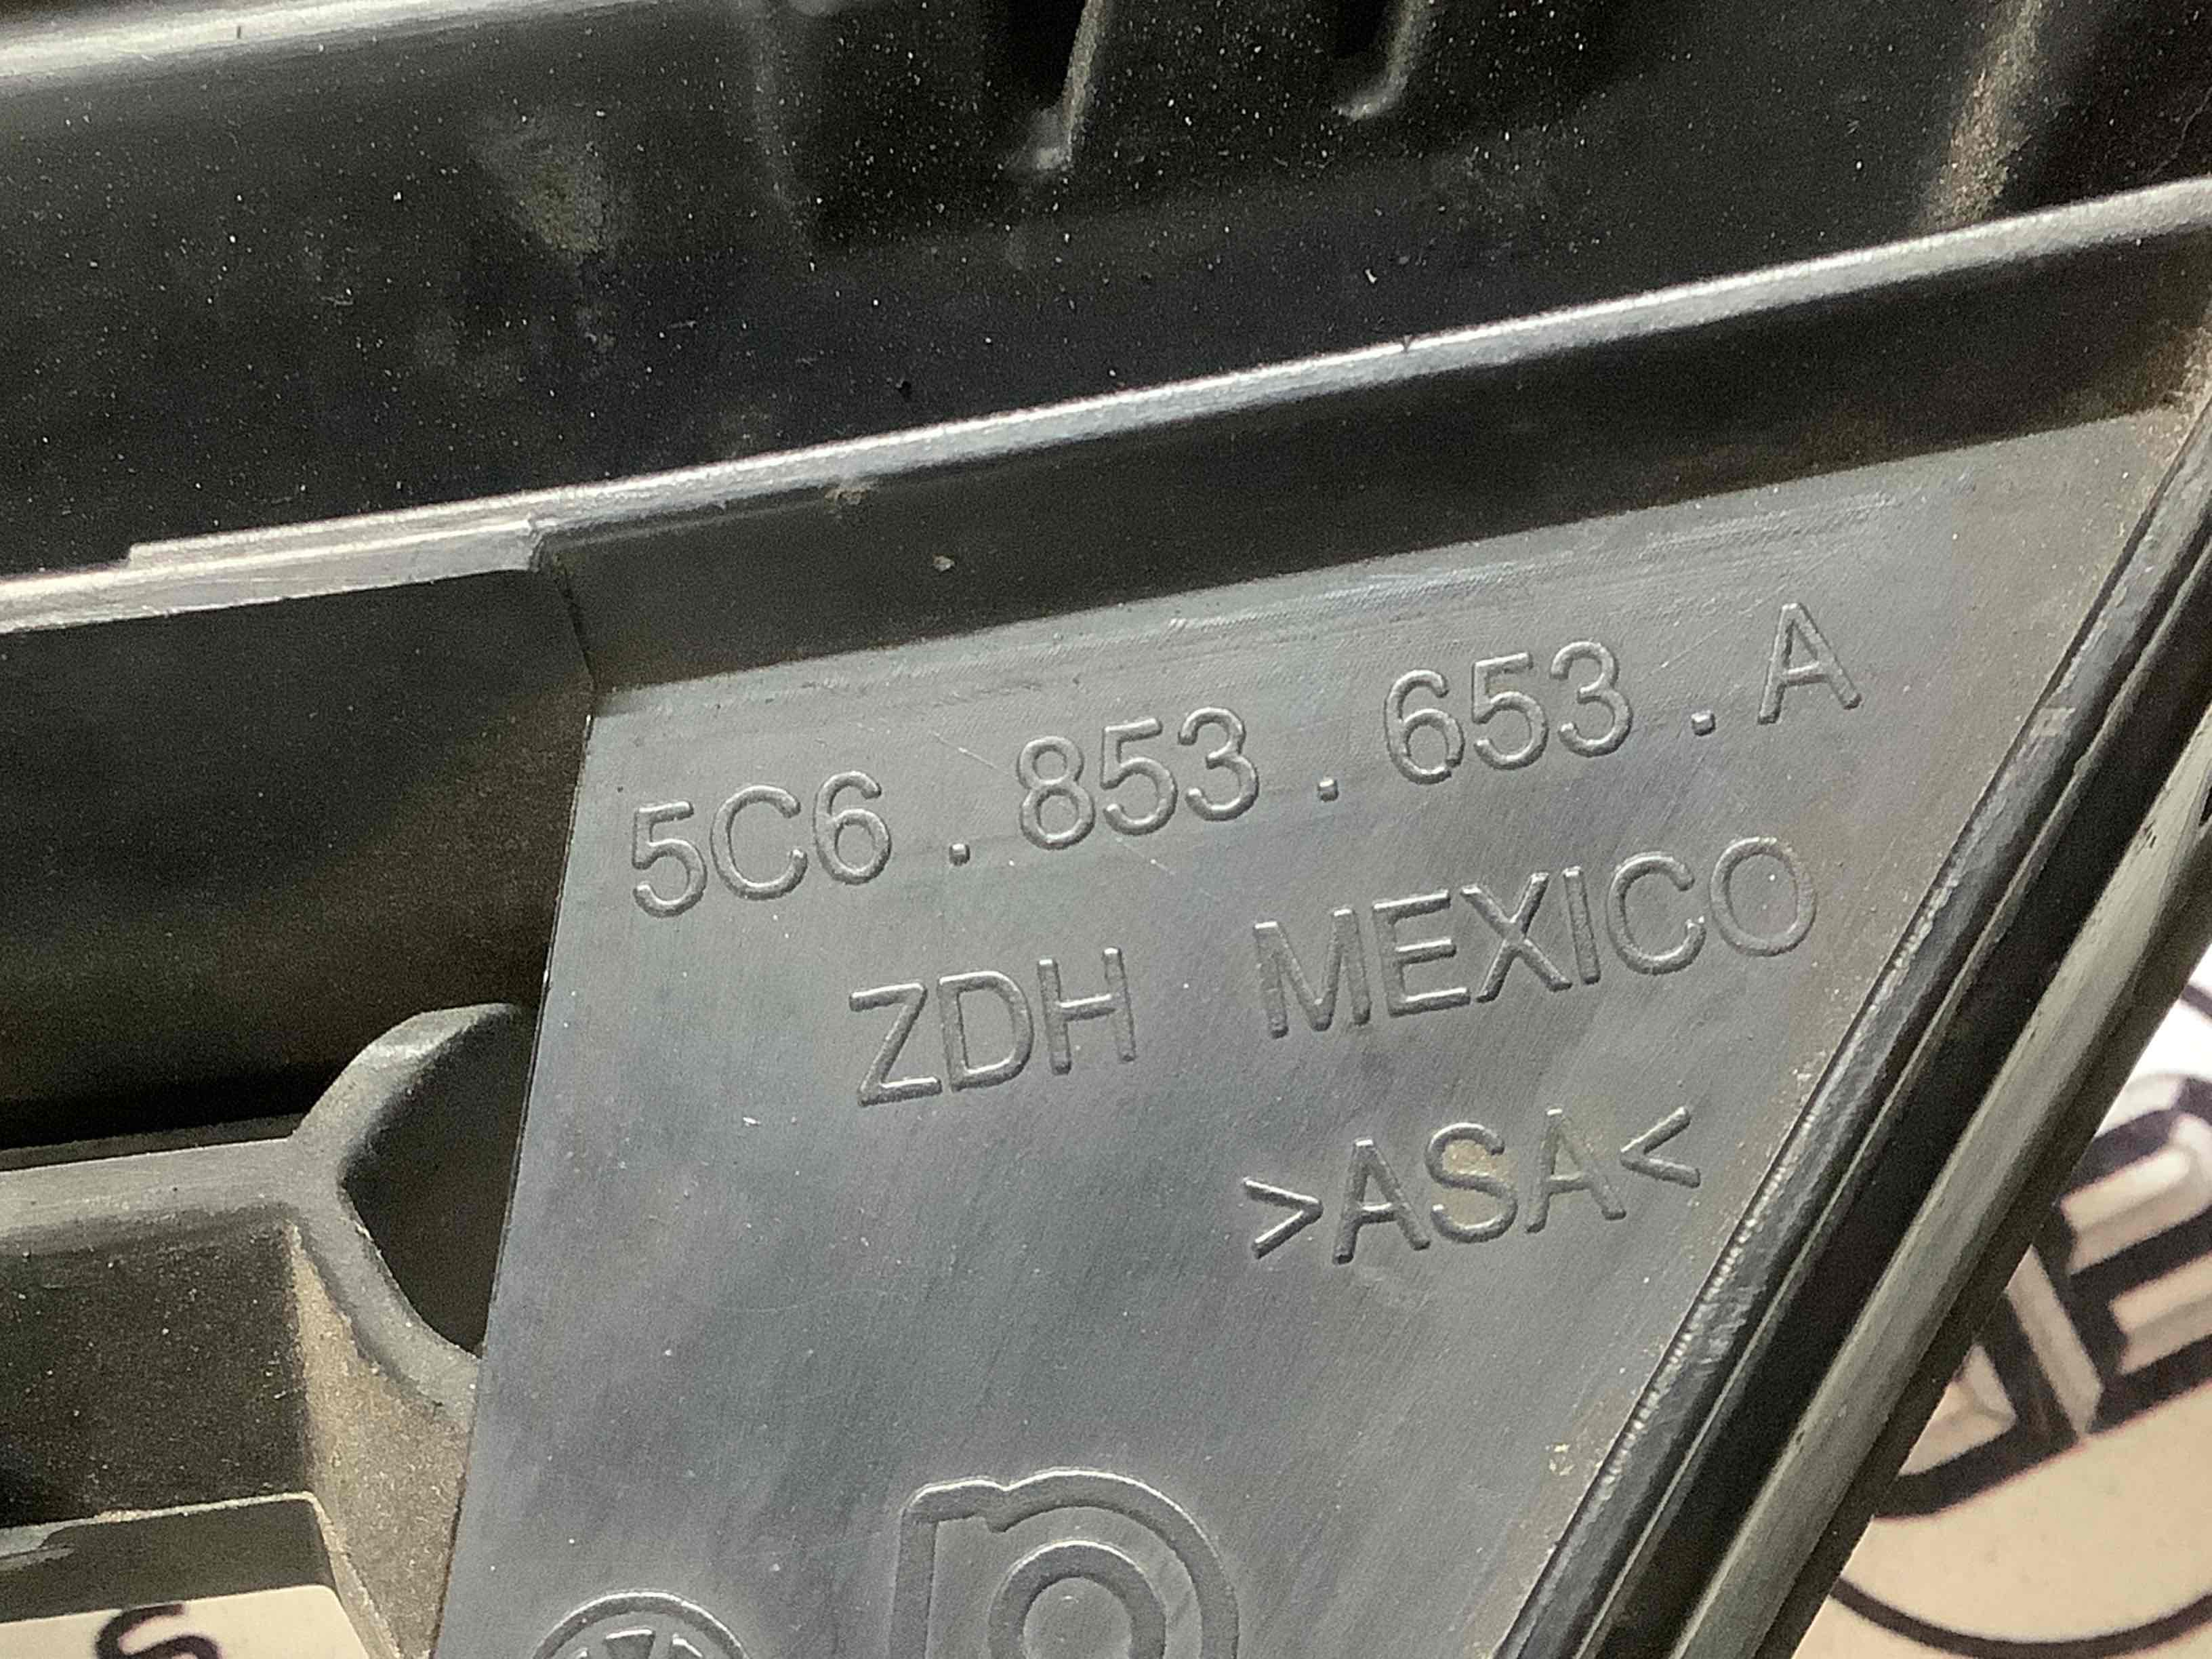 5C6 . 853 . 653 . A
ZDH MEXICO
>ASA<
S